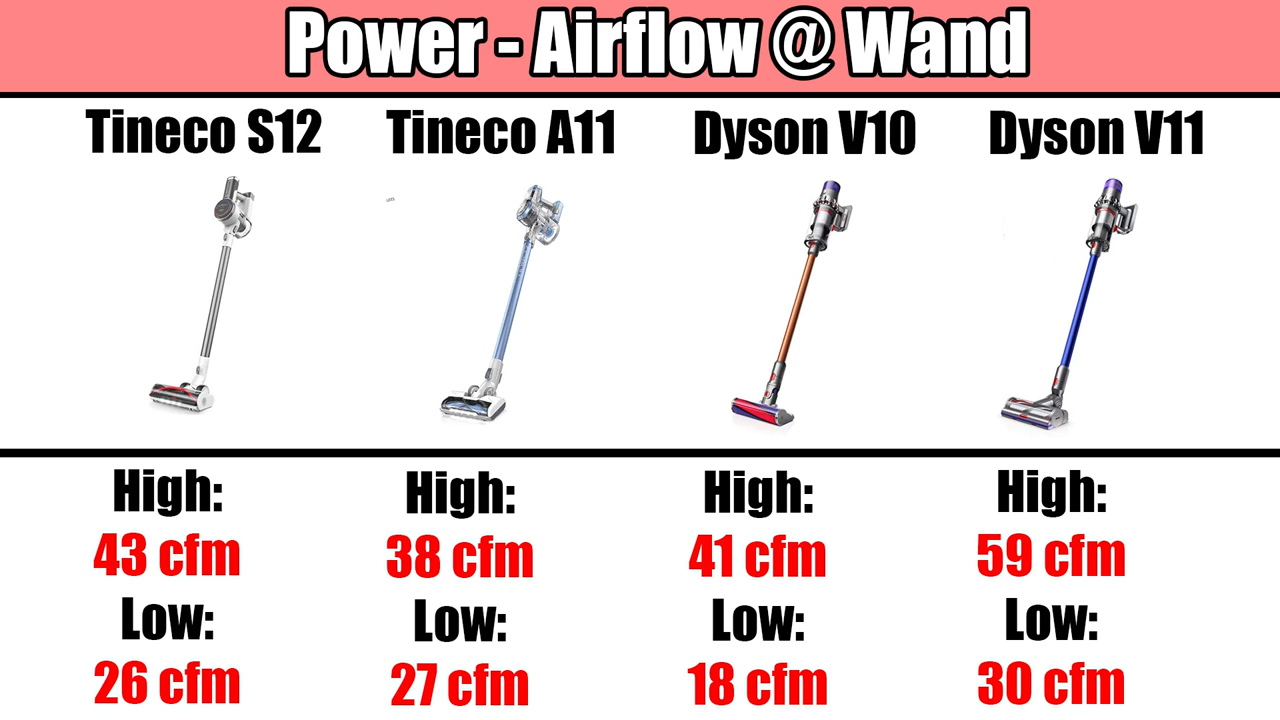 Power - Airflow @ Wand
Tineco S12 Tineco A11 Dyson V10 Dyson V11
High: High: High: High:
43 cfm 38 cfm 41 cfm 59 cfm
Low: Low: Low: Low:
26 cfm 27 cfm 18 cfm 30 cfm